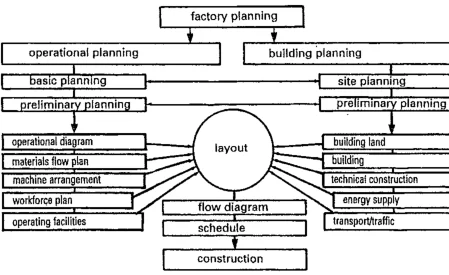 factory planning
operational planning
building planning
basic planning
site planning
preliminary planning
preliminary planning
operational diagram
materials flow plan
machine arrangement
workforce plan
operating facilities
layout
building land
building
technical construction
energy supply
transport/traffic
flow diagram
schedule
construction